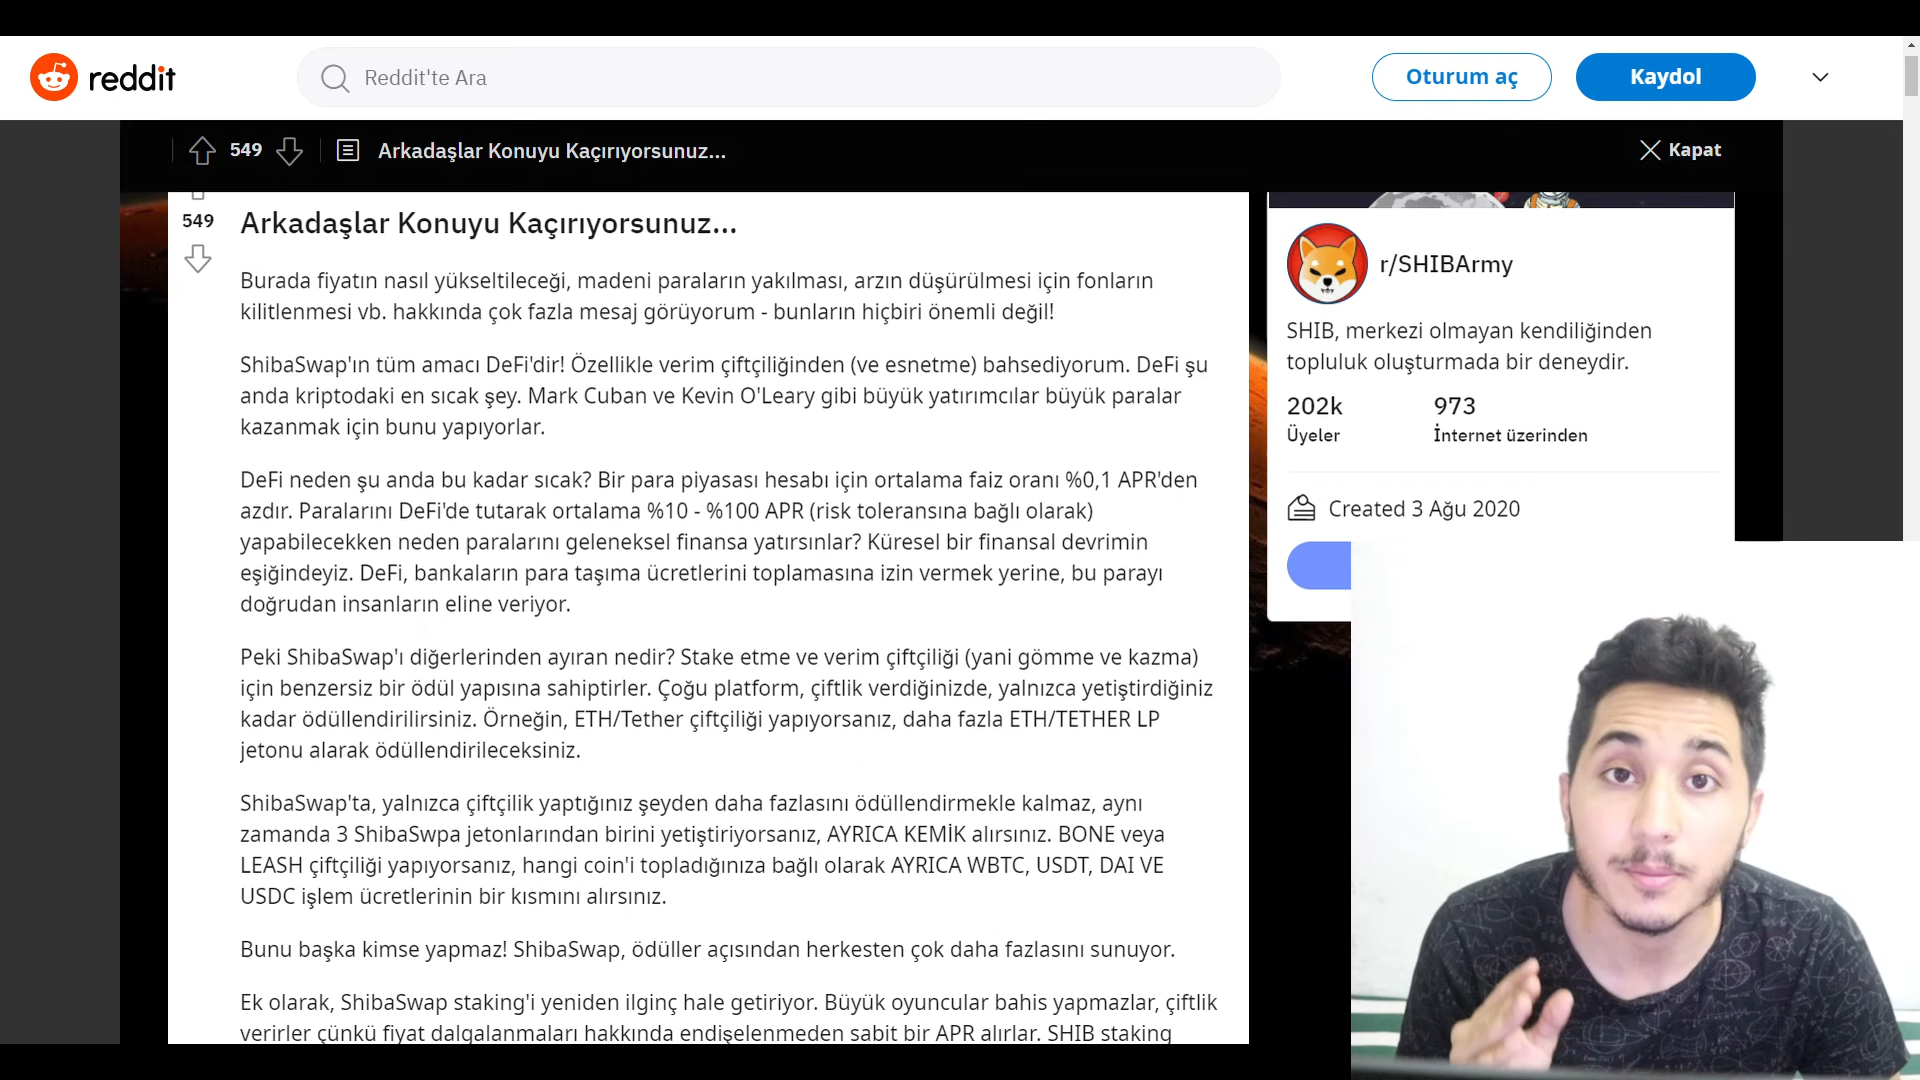 reddit
Reddit'te Ara
Oturum aç
Kaydol
549
Arkadaşlar Konuyu Kaçırıyorsunuz...
Kapat
549
Arkadaşlar Konuyu Kaçırıyorsunuz...
Burada fiyatın nasıl yükseltileceği, madeni paraların yakılması, arzın düşürülmesi için fonların
kilitlenmesi vb. hakkında çok fazla mesaj görüyorum - bunların hiçbiri önemli değil!
ShibaSwap'ın tüm amacı DeFi'dir! Özellikle verim çiftçiliğinden (ve esnetme) bahsediyorum. DeFi şu
anda kriptodaki en sıcak şey. Mark Cuban ve Kevin O'Leary gibi büyük yatırımcılar büyük paralar
kazanmak için bunu yapıyorlar.
DeFi neden şu anda bu kadar sıcak? Bir para piyasası hesabı için ortalama faiz oranı %0,1 APR'den
azdır. Paralarını DeFi'de tutarak ortalama %10 - %100 APR (risk toleransına bağlı olarak)
yapabilecekken neden paralarını geleneksel finansa yatırsınlar? Küresel bir finansal devrimin
eşiğindeyiz. DeFi, bankaların para taşıma ücretlerini toplamasına izin vermek yerine, bu parayı
doğrudan insanların eline veriyor.
Peki ShibaSwap'ı diğerlerinden ayıran nedir? Stake etme ve verim çiftçiliği (yani gömme ve kazma)
için benzersiz bir ödül yapısına sahiptirler. Çoğu platform, çiftlik verdiğinizde, yalnızca yetiştirdiğiniz
kadar ödüllendirilirsiniz. Örneğin, ETH/Tether çiftçiliği yapıyorsanız, daha fazla ETH/TETHER LP
jetonu alarak ödüllendirileceksiniz.
ShibaSwap'ta, yalnızca çiftçilik yaptığınız şeyden daha fazlasını ödüllendirmekle kalmaz, aynı
zamanda 3 ShibaSwpa jetonlarından birini yetiştiriyorsanız, AYRICA KEMİK alırsınız. BONE veya
LEASH çiftçiliği yapıyorsanız, hangi coin'i topladığınıza bağlı olarak AYRICA WBTC, USDT, DAI VE
USDC işlem ücretlerinin bir kısmını alırsınız.
Bunu başka kimse yapmaz! ShibaSwap, ödüller açısından herkesten çok daha fazlasını sunuyor.
Ek olarak, ShibaSwap staking'i yeniden ilginç hale getiriyor. Büyük oyuncular bahis yapmazlar, çiftlik
verirler çünkü fiyat dalgalanmaları hakkında endişelenmeden sabit bir APR alırlar. SHIB staking
r/SHIBArmy
SHIB, merkezi olmayan kendiliğinden
topluluk oluşturmada bir deneydir.
202k 973
Üyeler İnternet üzerinden
Created 3 Ağu 2020